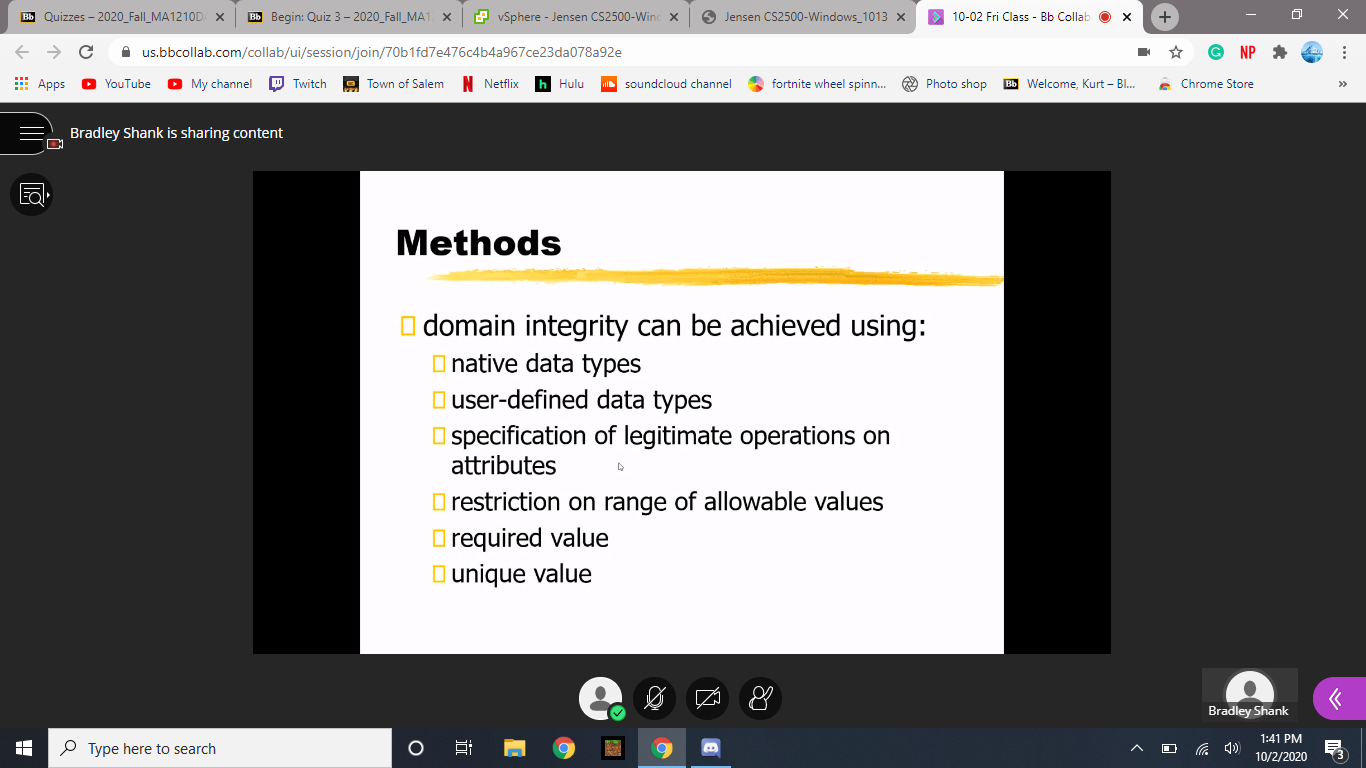 Quizzes – 2020_Fall_MA1210D
Begin: Quiz 3 – 2020_Fall_MA1
vSphere - Jensen CS2500-Win
Jensen CS2500-Windows_1013
10-02 Fri Class - Bb Collab
us.bbcollab.com/collab/ui/session/join/70b1fd7e476c4b4a967ce23da078a92e
NP
Apps
YouTube
My channel
Twitch
Town of Salem
Netflix
Hulu
soundcloud channel
fortnite wheel spinn...
Photo shop
Bb
Welcome, Kurt – Bl...
Chrome Store
Bradley Shank is sharing content
Methods
domain integrity can be achieved using:
native data types
user-defined data types
specification of legitimate operations on
attributes
restriction on range of allowable values
required value
unique value
Bradley Shank
Type here to search
1:41 PM
10/2/2020
3